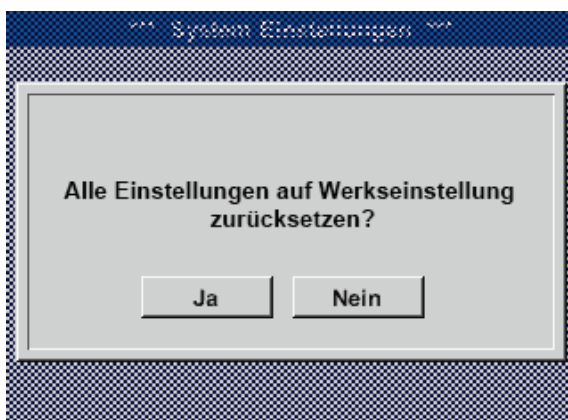 *** System Einstellungen ***
Alle Einstellungen auf Werkseinstellung
zurücksetzen?
Ja
Nein